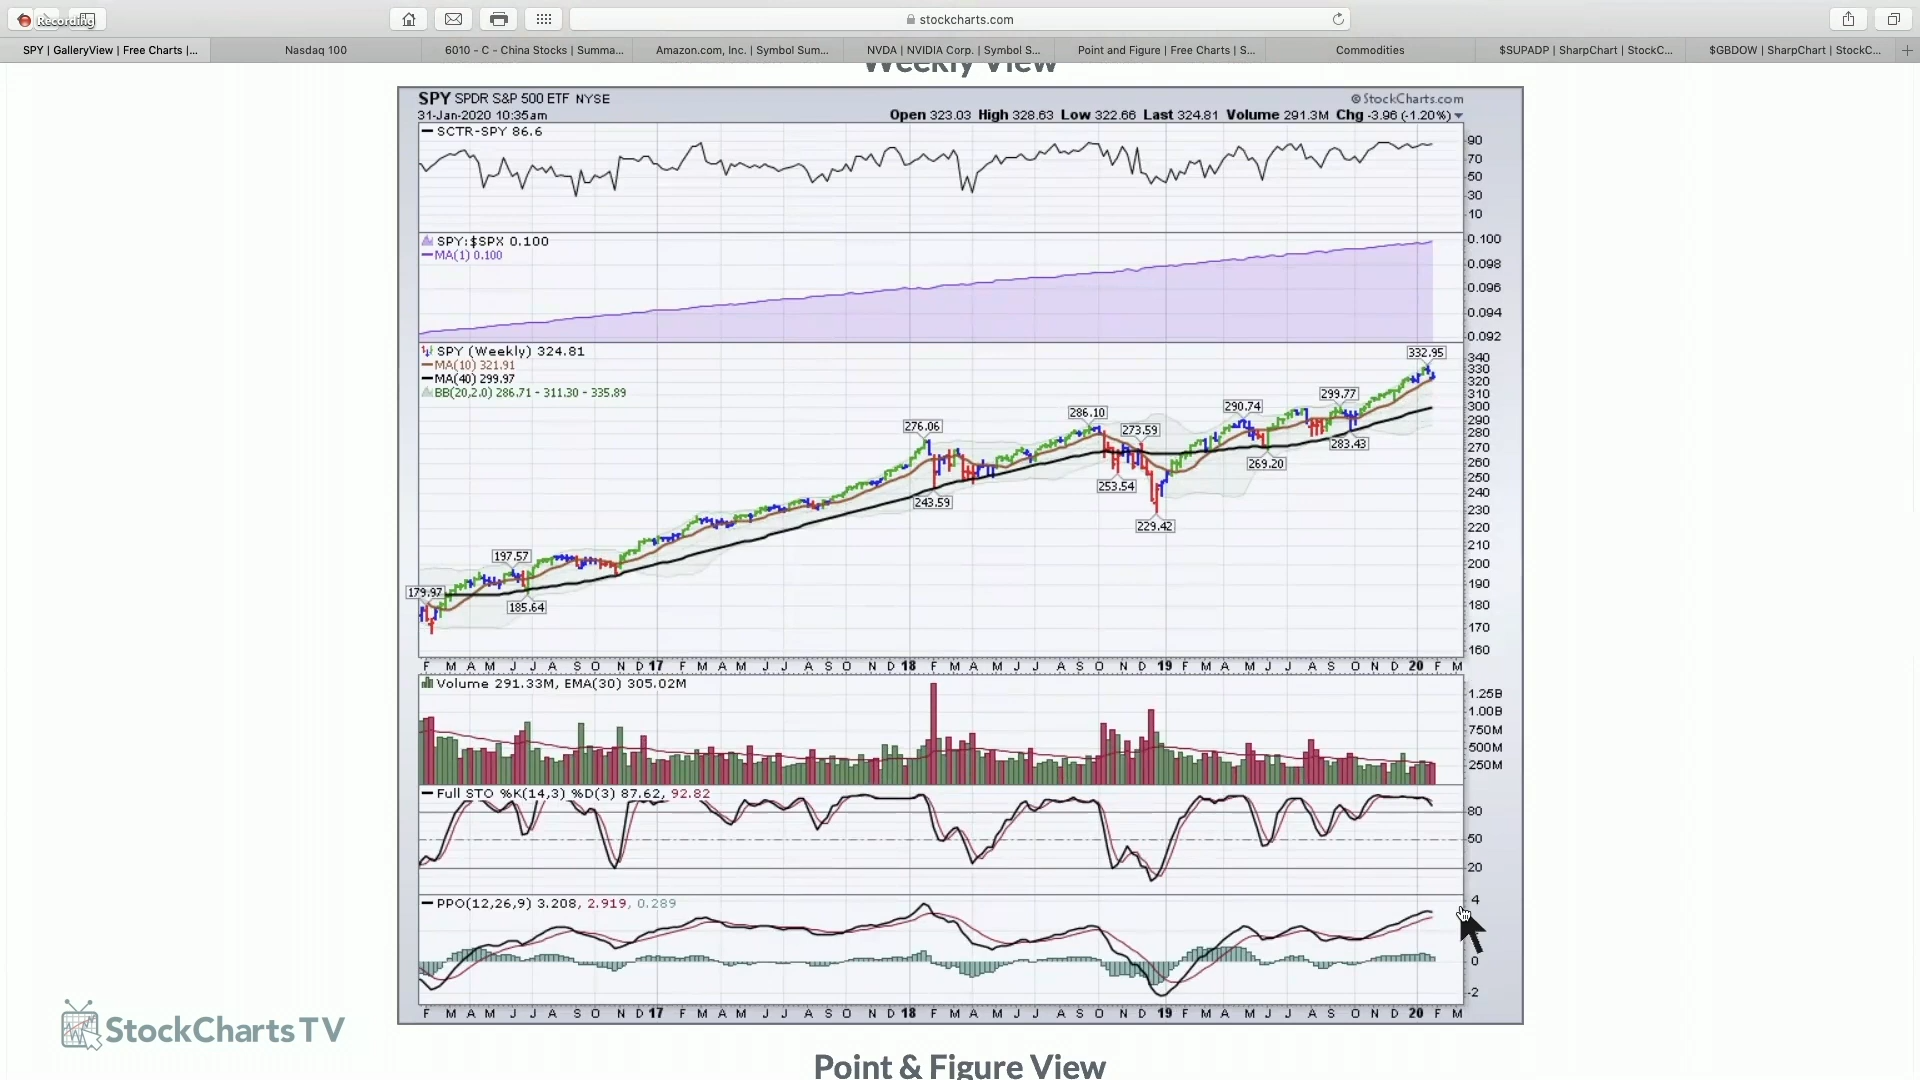 Recording
stockcharts.com
SPY | GalleryView | Free Charts |...
Nasdaq 100
6010 - C - China Stocks | Summa...
Amazon.com, Inc. | Symbol Sum...
NVDA | NVIDIA Corp. | Symbol S...
Point and Figure | Free Charts | S...
Commodities
$SUPADP | SharpChart | StockC...
$GBDOW | SharpChart | StockC...
Weekly View
SPY SPDR S&P 500 ETF NYSE
© StockCharts.com
31-Jan-2020 10:35am
Open 323.03 High 328.63 Low 322.66 Last 324.81 Volume 291.3M Chg -3.96 (-1.20%)
SCTR-SPY 86.6
90
70
50
30
10
SPY:$SPX 0.100
MA(1) 0.100
0.100
0.098
0.096
0.094
0.092
SPY (Weekly) 324.81
MA(10) 321.91
MA(40) 299.97
BB(20,2.0) 286.71 - 311.30 - 335.89
332.95
299.77
290.74
286.10
276.06
273.59
283.43
269.20
253.54
243.59
229.42
197.57
179.97
185.64
340
330
320
310
300
290
280
270
260
250
240
230
220
210
200
190
180
170
160
F M A M J J A S O N D 17 F M A M J J A S O N D 18 F M A M J J A S O N D 19 F M A M J J A S O N D 20 F M
Volume 291.33M, EMA(30) 305.02M
1.25B
1.00B
750M
500M
250M
Full STO %K(14,3) %D(3) 87.62, 92.82
80
50
20
PPO(12,26,9) 3.208, 2.919, 0.289
4
0
-2
F M A M J J A S O N D 17 F M A M J J A S O N D 18 F M A M J J A S O N D 19 F M A M J J A S O N D 20 F M
StockCharts TV
Point & Figure View